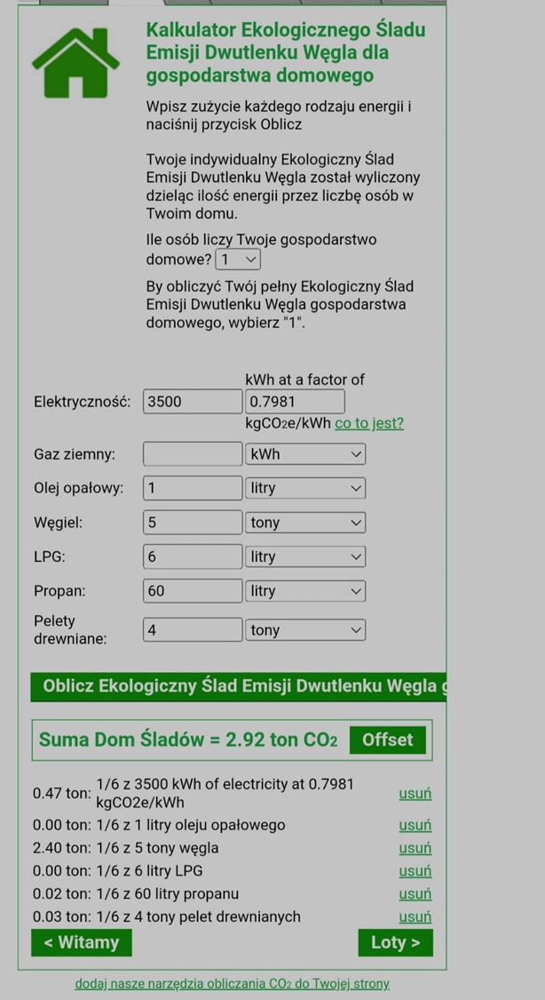 Kalkulator Ekologicznego Śladu
Emisji Dwutlenku Węgla dla
gospodarstwa domowego
Wpisz zużycie każdego rodzaju energii i
naciśnij przycisk Oblicz
Twoje indywidualny Ekologiczny Ślad
Emisji Dwutlenku Węgla został wyliczony
dzieląc ilość energii przez liczbę osób w
Twoim domu.
Ile osób liczy Twoje gospodarstwo
domowe? 1
By obliczyć Twój pełny Ekologiczny Ślad
Emisji Dwutlenku Węgla gospodarstwa
domowego, wybierz "1".
kWh at a factor of
Elektryczność: 3500 0.7981
kgCO2e/kWh co to jest?
Gaz ziemny: kWh
Olej opałowy: 1 litry
Węgiel: 5 tony
LPG: 6 litry
Propan: 60 litry
Pelety
drewniane: 4 tony
Oblicz Ekologiczny Ślad Emisji Dwutlenku Węgla g
Suma Dom Śladów = 2.92 ton CO2 Offset
0.47 ton: 1/6 z 3500 kWh of electricity at 0.7981
kgCO2e/kWh usuń
0.00 ton: 1/6 z 1 litry oleju opałowego usuń
2.40 ton: 1/6 z 5 tony węgla usuń
0.00 ton: 1/6 z 6 litry LPG usuń
0.02 ton: 1/6 z 60 litry propanu usuń
0.03 ton: 1/6 z 4 tony pelet drewnianych usuń
< Witamy Loty >
dodaj nasze narzędzia obliczania CO2 do Twojej strony